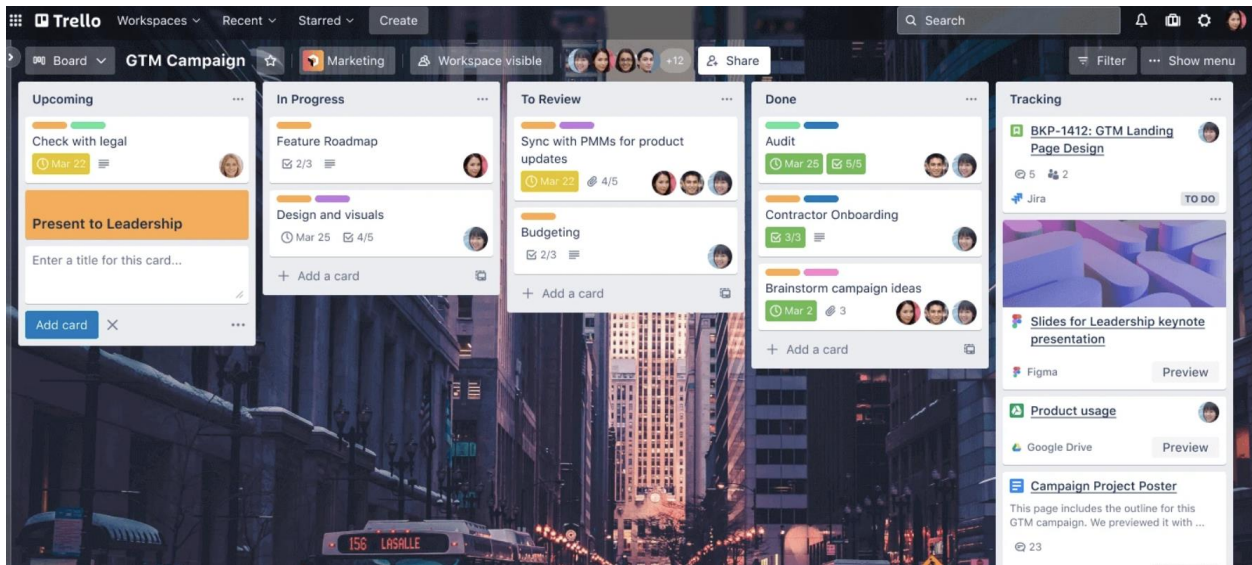 Trello Workspaces Recent Starred Create Search
Board GTM Campaign Marketing Workspace visible +12 Share Filter Show menu
Upcoming
Check with legal
Mar 22
Present to Leadership
Enter a title for this card...
Add card
In Progress
Feature Roadmap
2/3
Design and visuals
Mar 25 4/5
+ Add a card
To Review
Sync with PMMs for product
updates
Mar 22 4/5
Budgeting
2/3
+ Add a card
Done
Audit
Mar 25 5/5
Contractor Onboarding
3/3
Brainstorm campaign ideas
Mar 2 3
+ Add a card
Tracking
BKP-1412: GTM Landing
Page Design
5 2
Jira TO DO
Slides for Leadership keynote
presentation
Figma Preview
Product usage
Google Drive Preview
Campaign Project Poster
This page includes the outline for this
GTM campaign. We previewed it with ...
23
156 LASALLE